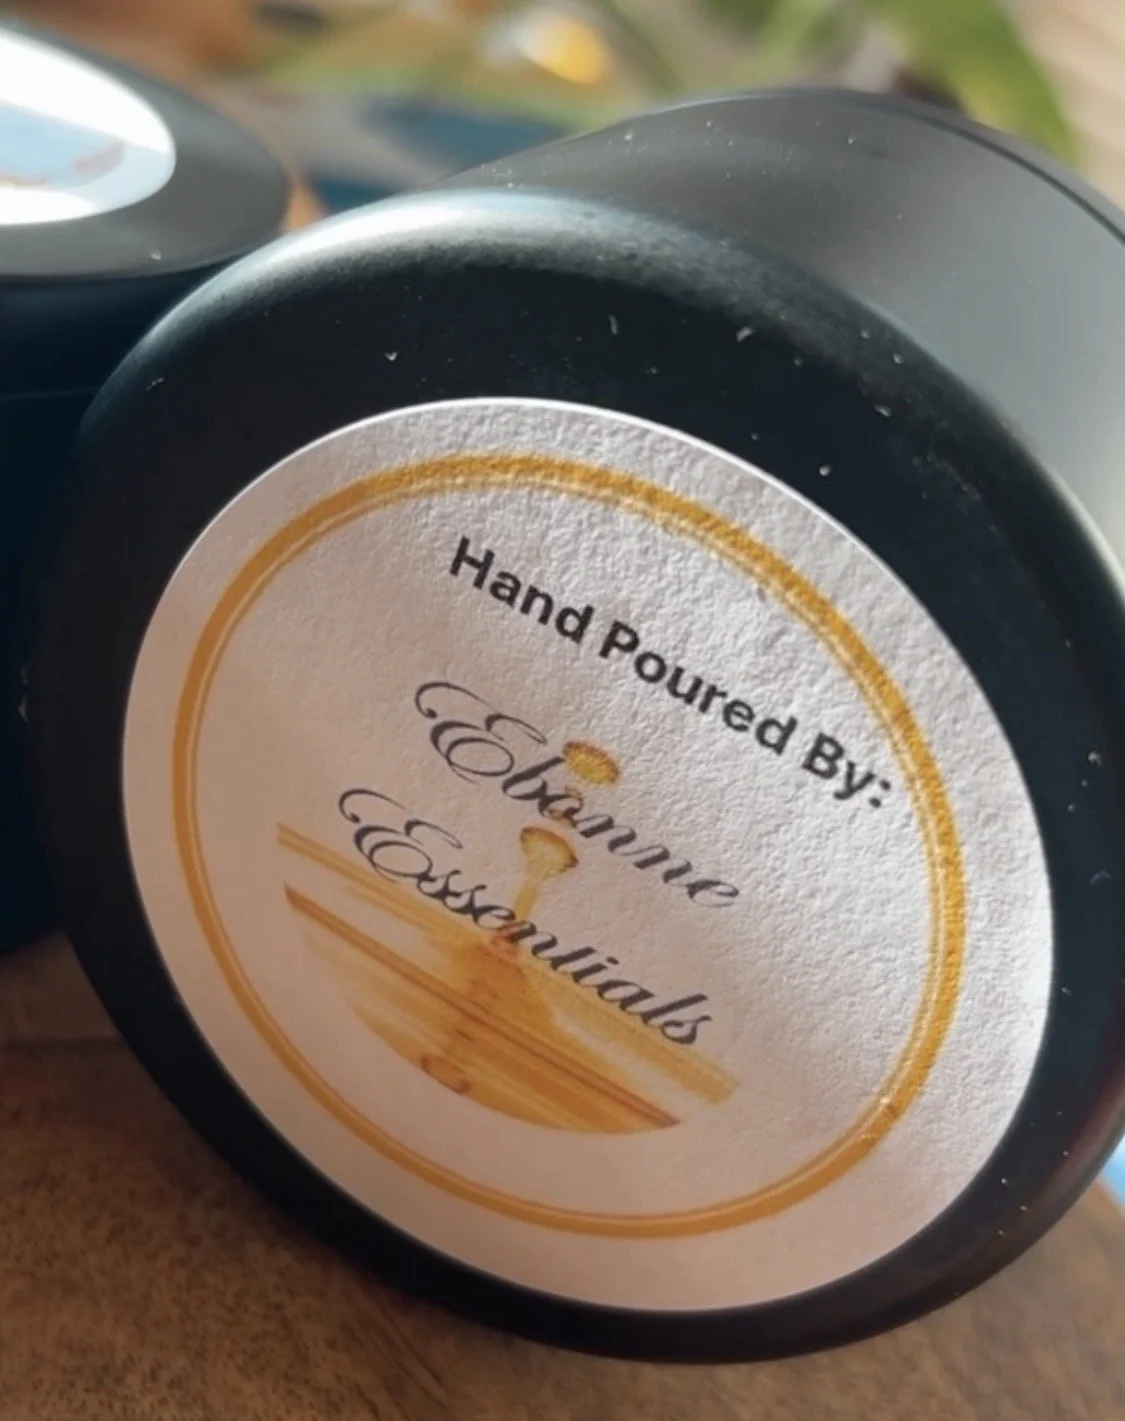 Hand Poured By:
Ebonne
Essentials